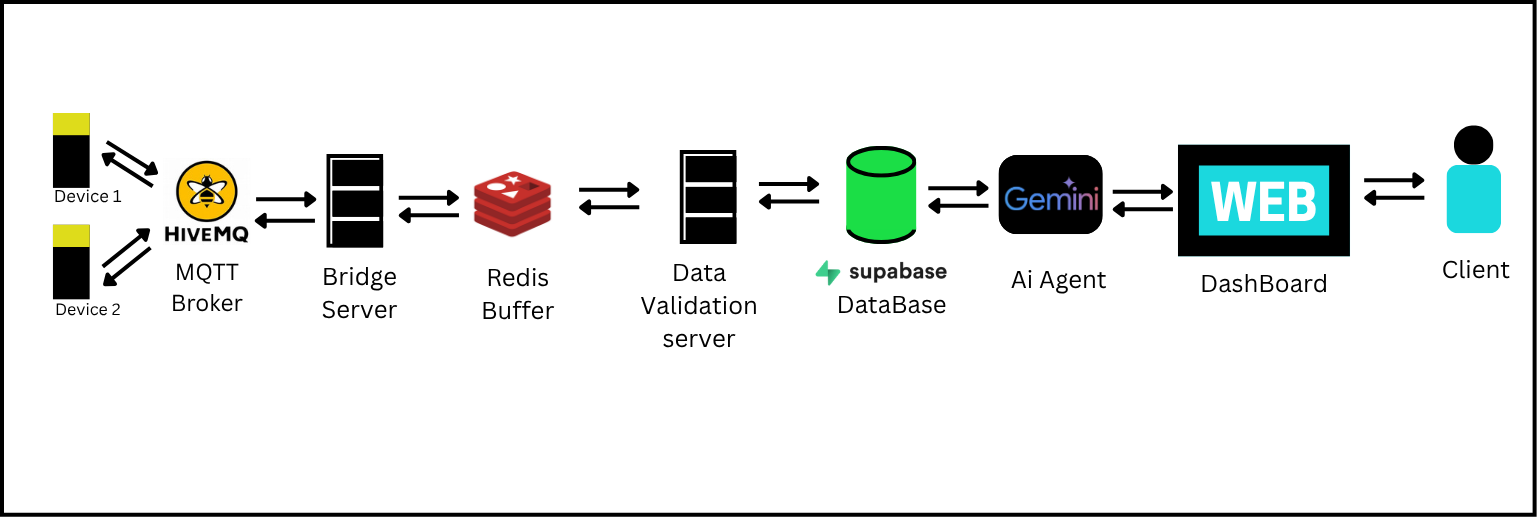 Device 1
Device 2
HIVEMQ
MQTT
Broker
Bridge
Server
Redis
Buffer
Data
Validation
server
supabase
DataBase
Gemini
Ai Agent
WEB
DashBoard
Client